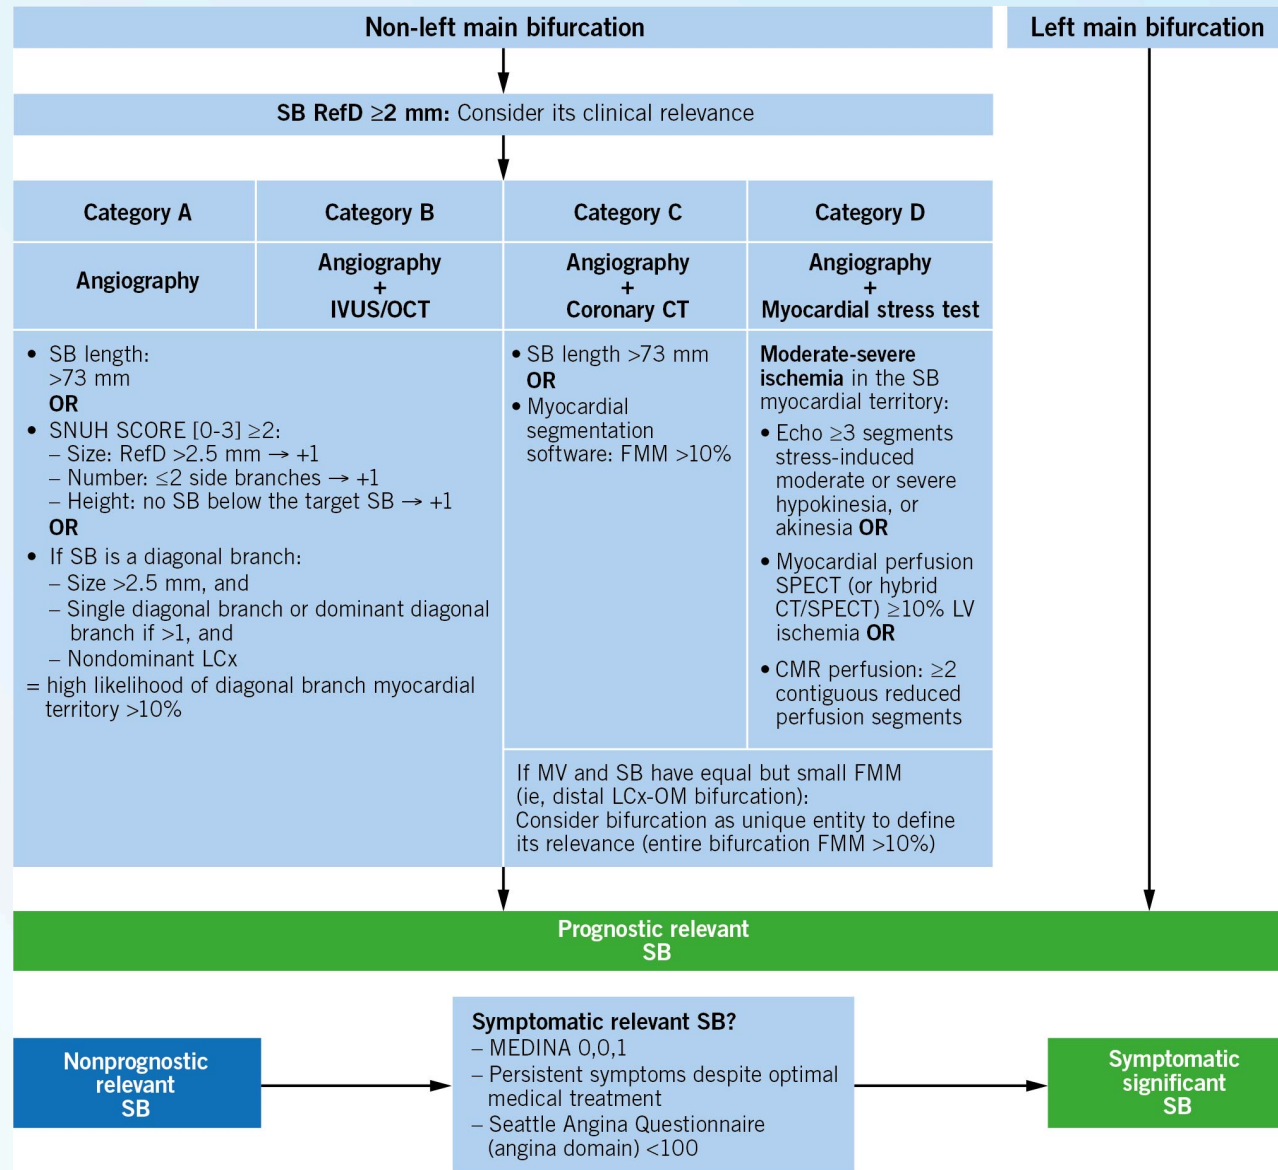 Non-left main bifurcation
Left main bifurcation
SB RefD ≥2 mm: Consider its clinical relevance
Category A
Category B
Category C
Category D
Angiography
Angiography
+
IVUS/OCT
Angiography
+
Coronary CT
Angiography
+
Myocardial stress test
• SB length:
>73 mm
OR
• SNUH SCORE [0-3] ≥2:
– Size: RefD >2.5 mm → +1
– Number: ≤2 side branches → +1
– Height: no SB below the target SB → +1
OR
• If SB is a diagonal branch:
– Size >2.5 mm, and
– Single diagonal branch or dominant diagonal
branch if >1, and
– Nondominant LCx
= high likelihood of diagonal branch myocardial
territory >10%
• SB length >73 mm
OR
• Myocardial
segmentation
software: FMM >10%
Moderate-severe
ischemia in the SB
myocardial territory:
• Echo ≥3 segments
stress-induced
moderate or severe
hypokinesia, or
akinesia OR
• Myocardial perfusion
SPECT (or hybrid
CT/SPECT) ≥10% LV
ischemia OR
• CMR perfusion: ≥2
contiguous reduced
perfusion segments
If MV and SB have equal but small FMM
(ie, distal LCx-OM bifurcation):
Consider bifurcation as unique entity to define
its relevance (entire bifurcation FMM >10%)
Prognostic relevant
SB
Nonprognostic
relevant
SB
Symptomatic relevant SB?
– MEDINA 0,0,1
– Persistent symptoms despite optimal
medical treatment
– Seattle Angina Questionnaire
(angina domain) <100
Symptomatic
significant
SB